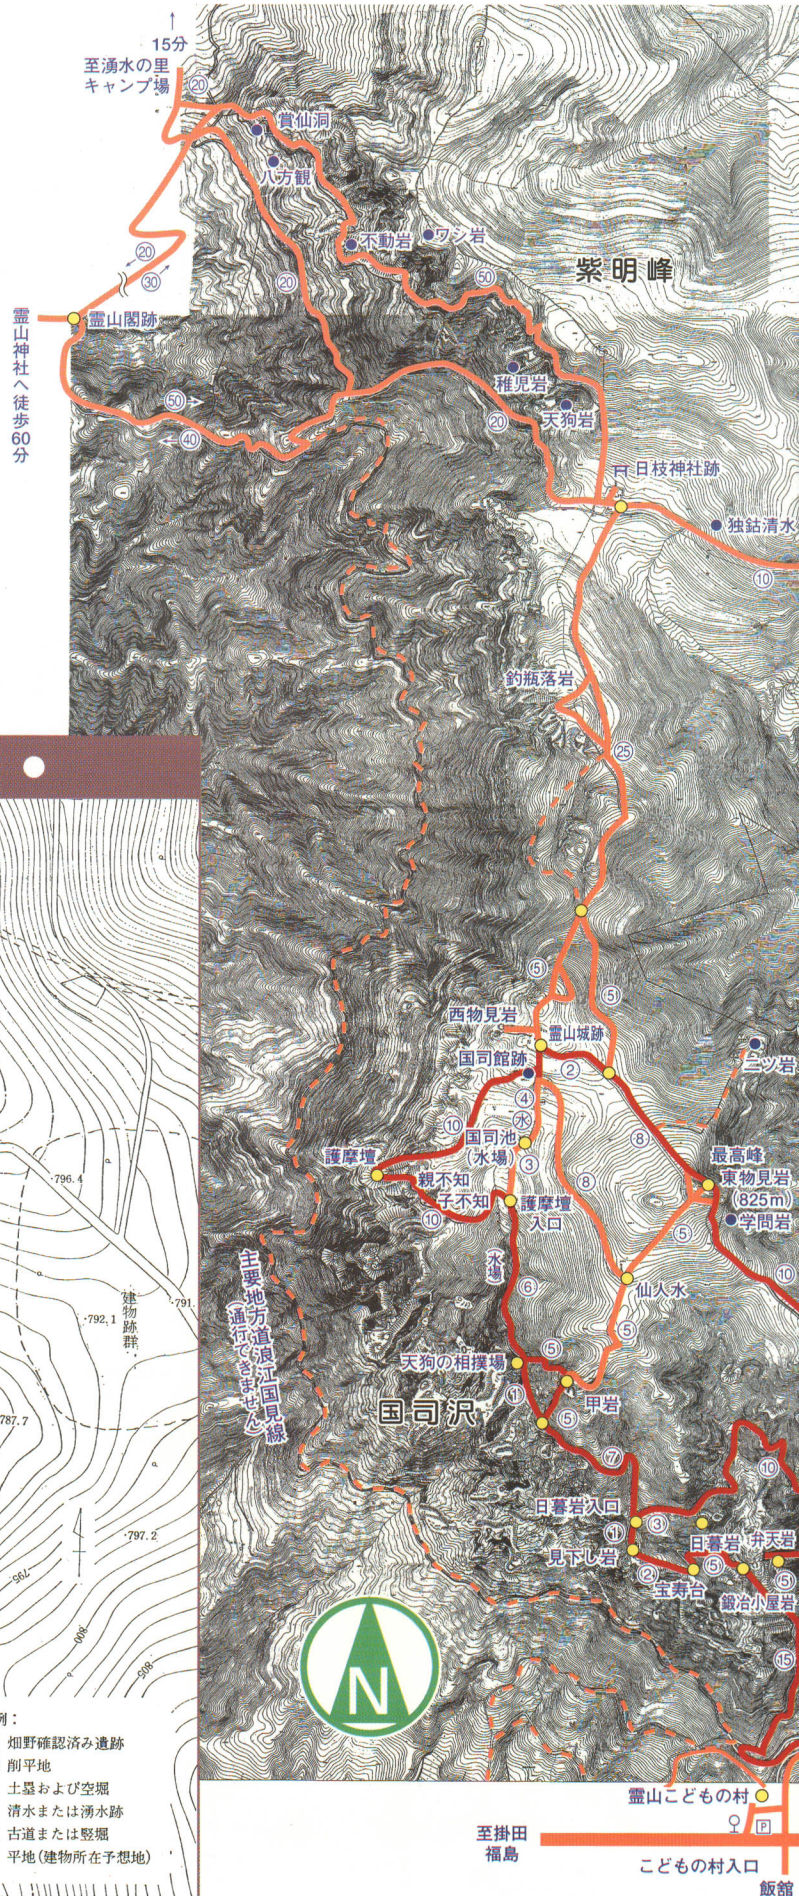 15分
至湧水の里
キャンプ場
⑳
賞仙洞
八方観
不動岩
ワシ岩
⑳
㉚
⑳
㊿
紫明峰
霊山神社へ徒歩60分
霊山閣跡
稚児岩
天狗岩
㊿
㊵
⑳
日枝神社跡
独鈷清水
⑩
釣瓶落岩
㉕
⑤
⑤
西物見岩
霊山城跡
国司館跡
②
二ツ岩
④
水
⑩
国司池
(水場)
③
⑧
⑧
護摩壇
親不知
子不知
⑩
護摩壇
入口
最高峰
東物見岩
(825m)
学問岩
⑤
⑩
主要地方道浪江国見線
(通行できません)
(水場)
⑥
仙人水
⑤
天狗の相撲場
⑤
①
甲岩
国司沢
⑤
⑦
⑩
日暮岩入口
③
①
日暮岩
弁天岩
見下し岩
②
⑤
⑤
宝寿台
鍛冶小屋岩
⑮
N
796.4
建物跡群
792.1
791.
787.7
797.2
795
800
805
例：
畑野確認済み遺跡
削平地
土塁および空堀
清水または湧水跡
古道または竪堀
平地(建物所在予想地)
霊山こどもの村
P
至掛田
福島
こどもの村入口
飯舘